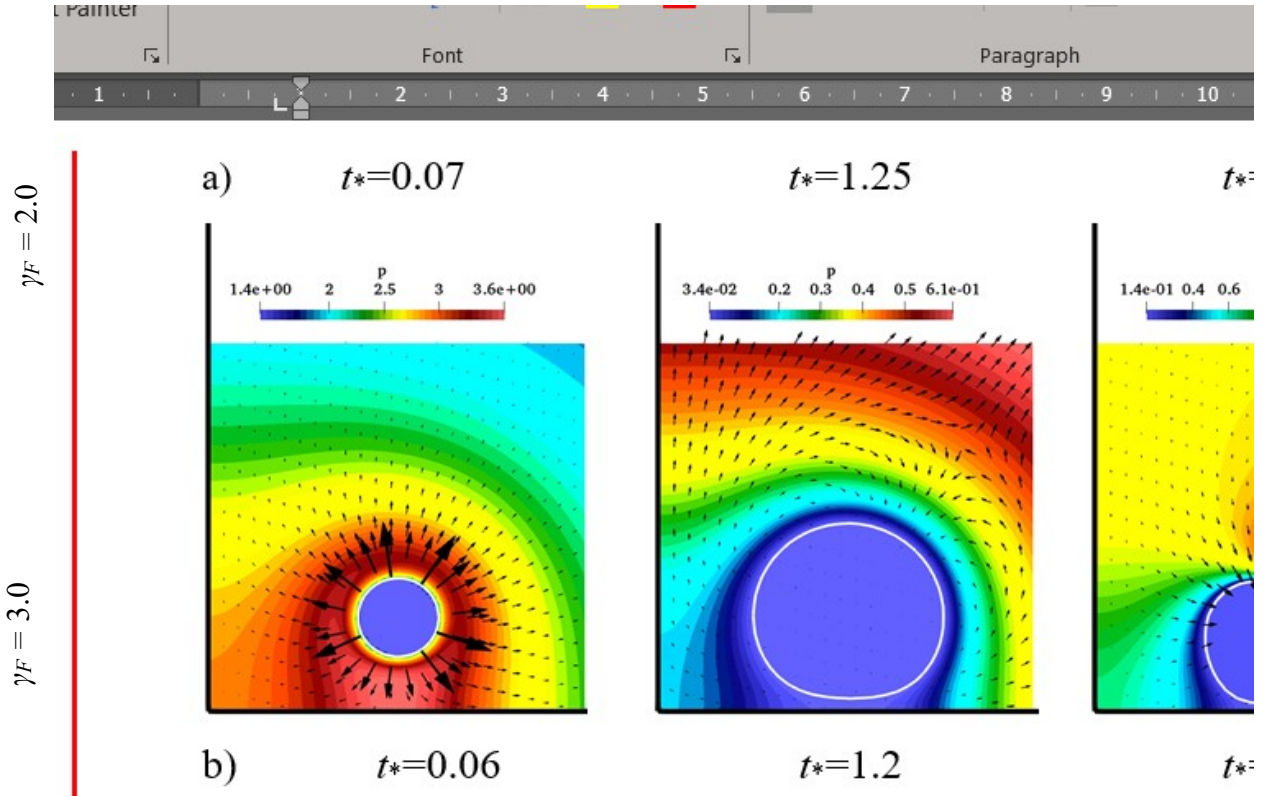 Painter
Font Paragraph
1 2 3 4 5 6 7 8 9 10
γF = 2.0
a) t*=0.07 t*=1.25 t*=
p p
1.4e+00 2 2.5 3 3.6e+00 3.4e-02 0.2 0.3 0.4 0.5 6.1e-01 1.4e-01 0.4 0.6
γF = 3.0
b) t*=0.06 t*=1.2 t*=